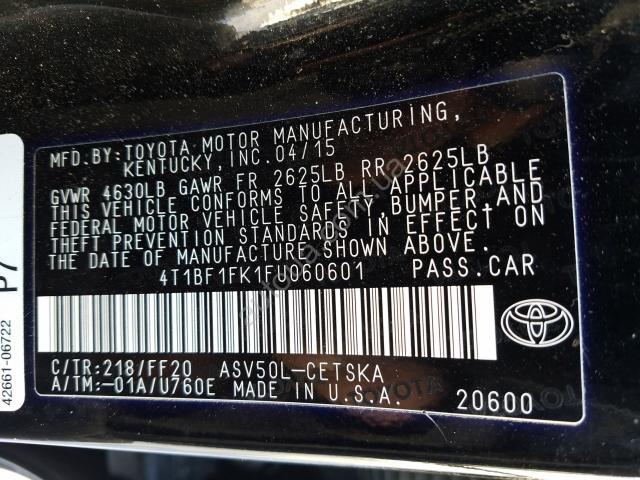 MFD.BY:TOYOTA MOTOR MANUFACTURING,
KENTUCKY,INC.04/15
GVWR 4630LB GAWR FR 2625LB RR 2625LB
THIS VEHICLE CONFORMS TO ALL APPLICABLE
FEDERAL MOTOR VEHICLE SAFETY,BUMPER,AND
THEFT PREVENTION STANDARDS IN EFFECT ON
THE DATE OF MANUFACTURE SHOWN ABOVE.
4T1BF1FK1FU060601 PASS.CAR
C/TR:218/FF20 ASV50L-CETSKA
A/TM:-01A/U760E MADE IN U.S.A. 20600
P7
42661-06722
TOYOTA